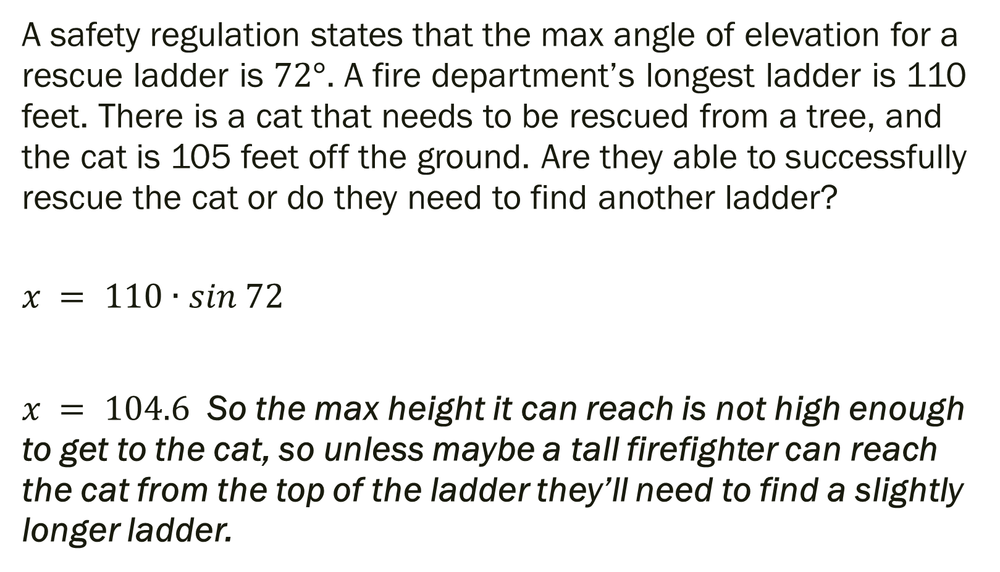 A safety regulation states that the max angle of elevation for a
rescue ladder is 72°. A fire department’s longest ladder is 110
feet. There is a cat that needs to be rescued from a tree, and
the cat is 105 feet off the ground. Are they able to successfully
rescue the cat or do they need to find another ladder?
x = 110 · sin 72
x = 104.6 So the max height it can reach is not high enough
to get to the cat, so unless maybe a tall firefighter can reach
the cat from the top of the ladder they’ll need to find a slightly
longer ladder.